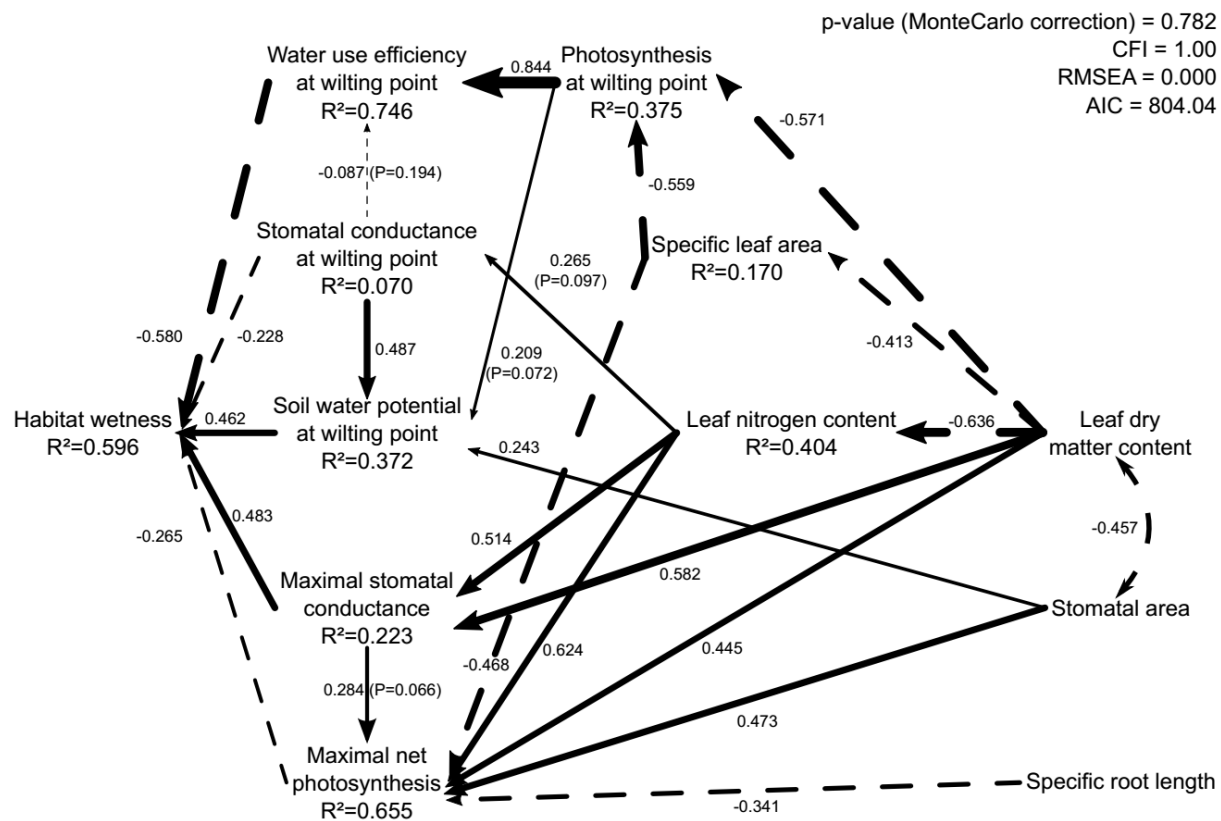 p-value (MonteCarlo correction) = 0.782
CFI = 1.00
RMSEA = 0.000
AIC = 804.04
Water use efficiency
at wilting point
R²=0.746
0.844
Photosynthesis
at wilting point
R²=0.375
-0.571
-0.087 (P=0.194)
-0.559
Stomatal conductance
at wilting point
R²=0.070
0.265
(P=0.097)
Specific leaf area
R²=0.170
-0.580
-0.228
0.487
0.209
(P=0.072)
-0.413
Habitat wetness
R²=0.596
0.462
Soil water potential
at wilting point
R²=0.372
0.243
Leaf nitrogen content
R²=0.404
-0.636
Leaf dry
matter content
-0.457
-0.265
0.483
0.514
0.582
Maximal stomatal
conductance
R²=0.223
Stomatal area
0.284 (P=0.066)
-0.468
0.624
0.445
0.473
Maximal net
photosynthesis
R²=0.655
-0.341
Specific root length